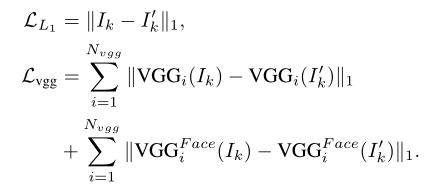 \mathcal{L}_{L_1} = \|I_k - I'_k\|_1,
\mathcal{L}_{\text{vgg}} = \sum_{i=1}^{N_{vgg}} \|\text{VGG}_i(I_k) - \text{VGG}_i(I'_k)\|_1
+ \sum_{i=1}^{N_{vgg}} \|\text{VGG}_i^{Face}(I_k) - \text{VGG}_i^{Face}(I'_k)\|_1.